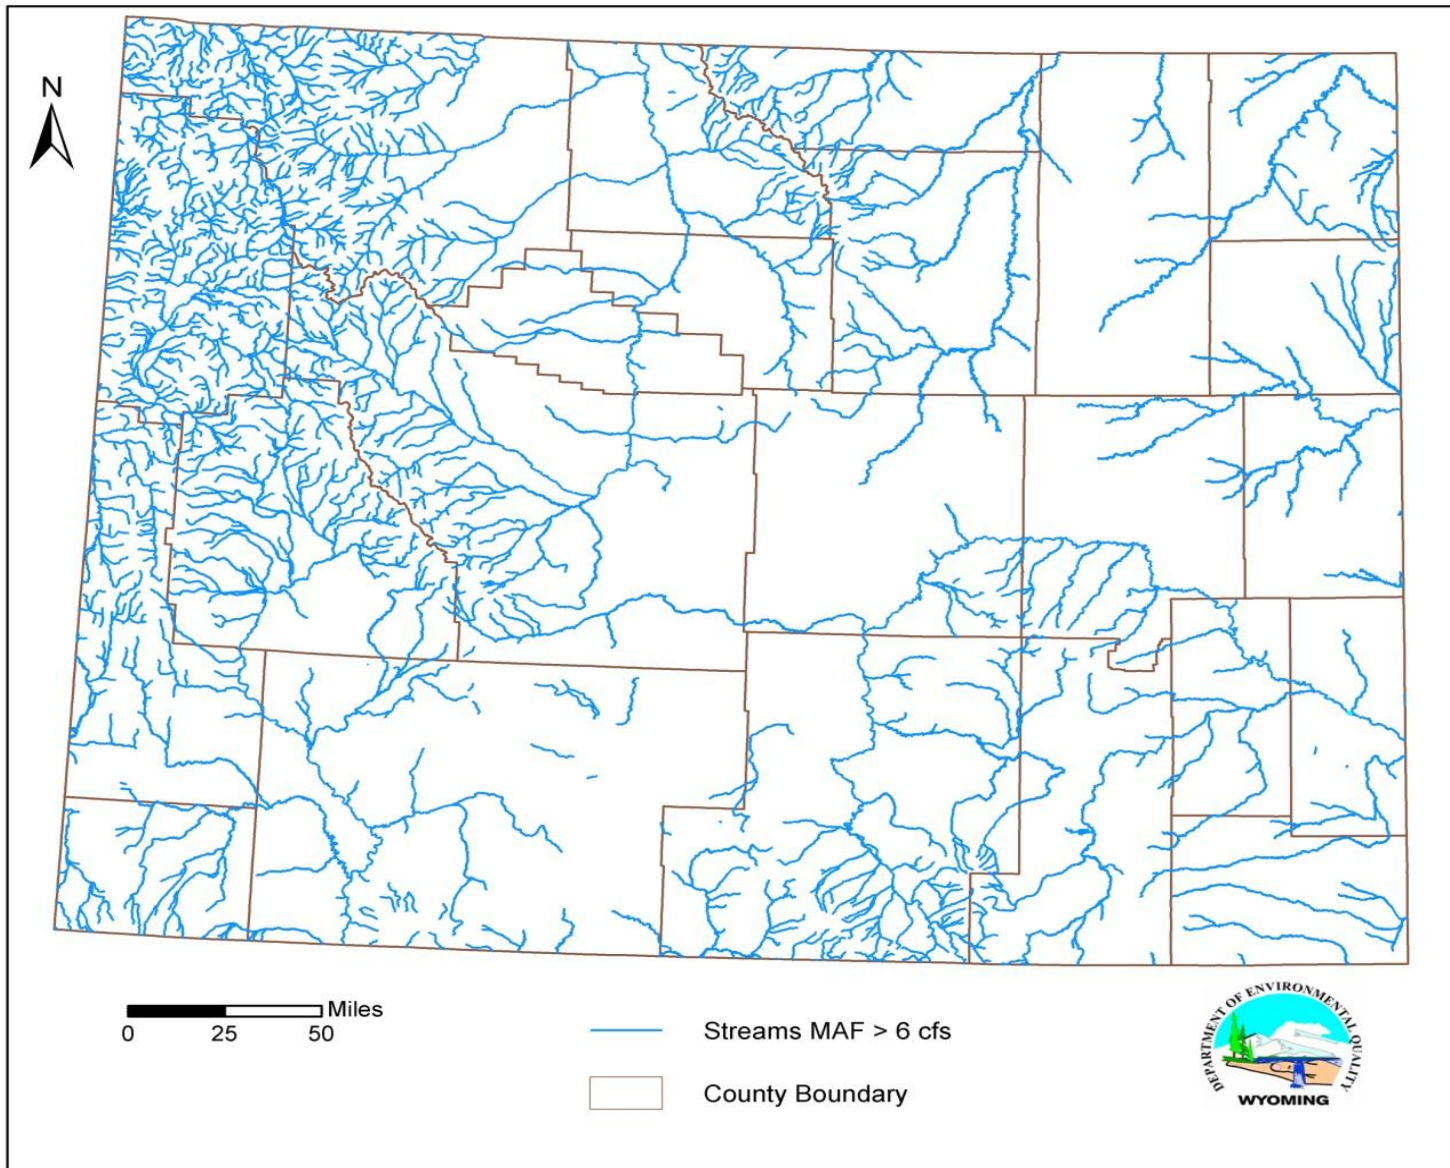 N
Miles
0 25 50
Streams MAF > 6 cfs
County Boundary
DEPARTMENT OF ENVIRONMENTAL QUALITY
WYOMING